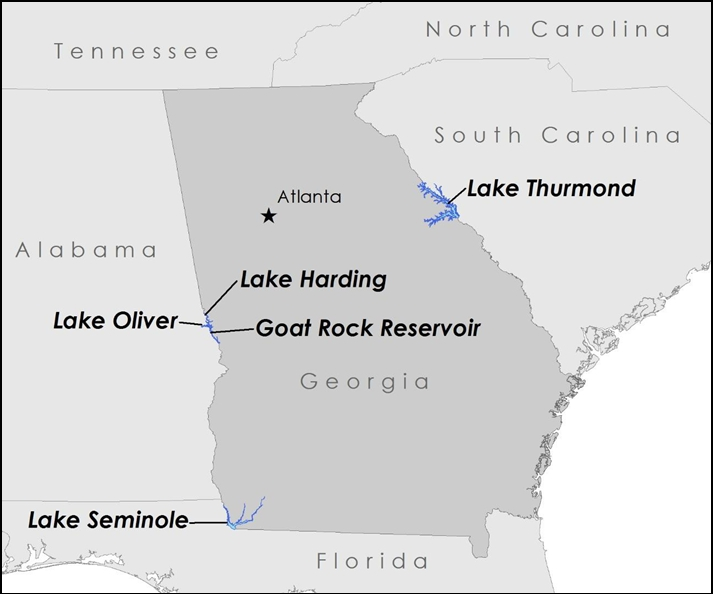 North Carolina
Tennessee
South Carolina
Lake Thurmond
Atlanta
Alabama
Lake Harding
Lake Oliver
Goat Rock Reservoir
Georgia
Lake Seminole
Florida